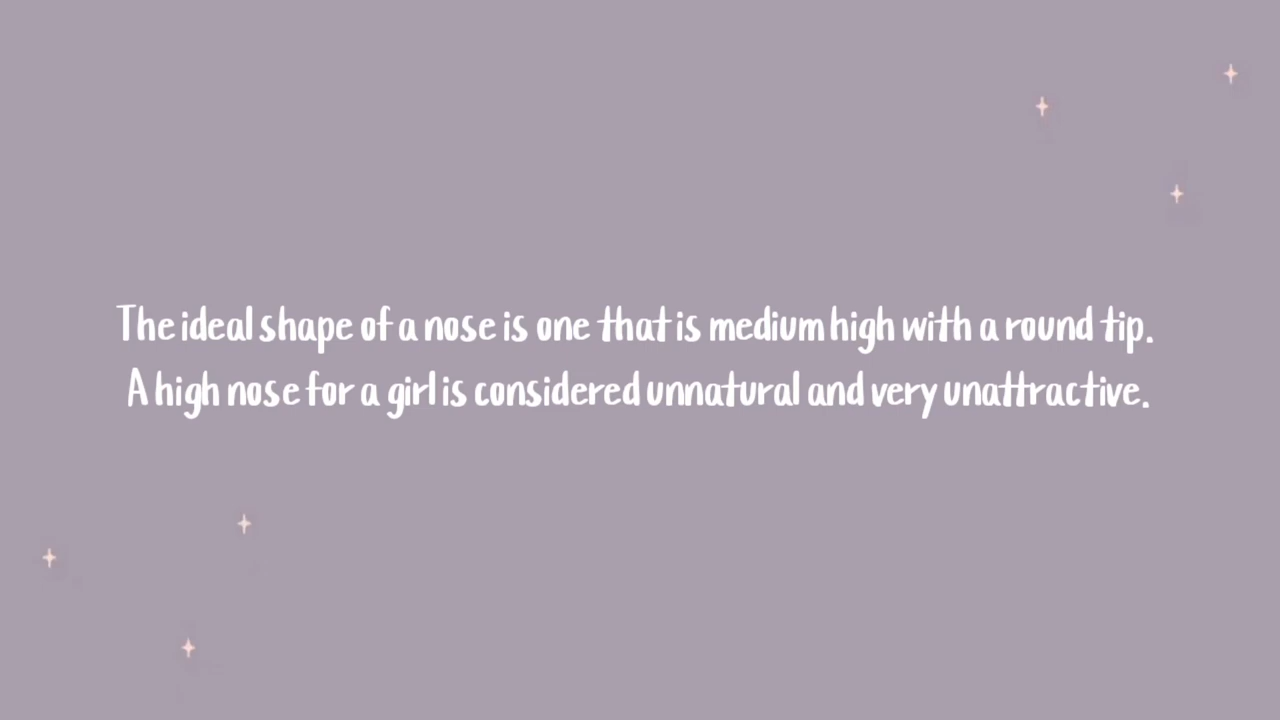 The ideal shape of a nose is one that is medium high with a round tip.
A high nose for a girl is considered unnatural and very unattractive.